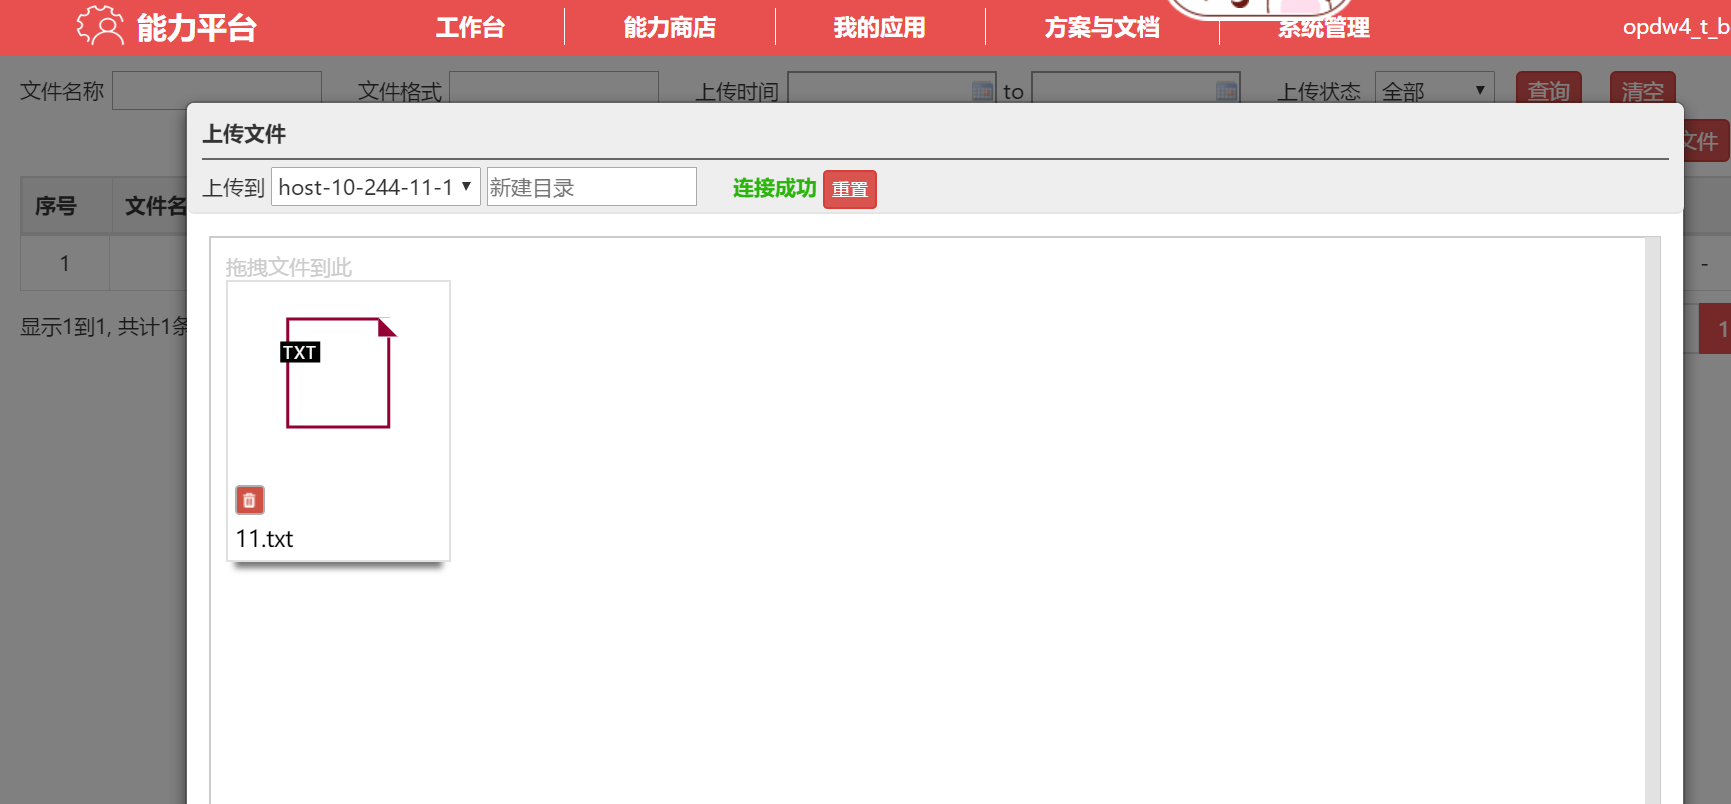 能力平台 工作台 能力商店 我的应用 方案与文档 系统管理 opdw4_t_b
文件名称 文件格式 上传时间 to 上传状态 全部 查询 清空
文件
上传文件
上传到 host-10-244-11-1 新建目录 连接成功 重置
序号 文件名
1 -
显示1到1, 共计1条 1
拖拽文件到此
TXT
11.txt